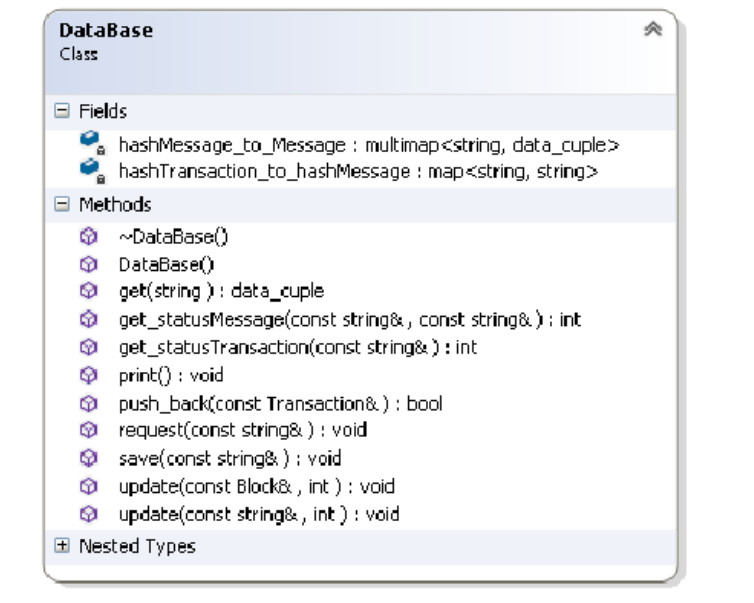 DataBase
Class
Fields
hashMessage_to_Message : multimap<string, data_cuple>
hashTransaction_to_hashMessage : map<string, string>
Methods
~DataBase()
DataBase()
get(string ) : data_cuple
get_statusMessage(const string& , const string& ) : int
get_statusTransaction(const string& ) : int
print() : void
push_back(const Transaction& ) : bool
request(const string& ) : void
save(const string& ) : void
update(const Block& , int ) : void
update(const string& , int ) : void
Nested Types